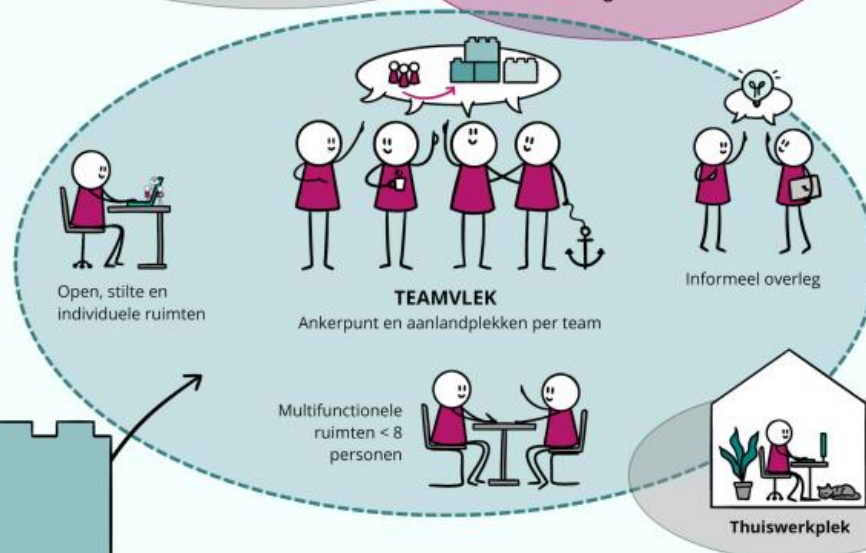 Open, stilte en
individuele ruimten
TEAMVLEK
Ankerpunt en aanlandplekken per team
Informeel overleg
Multifunctionele
ruimten < 8
personen
Thuiswerkplek